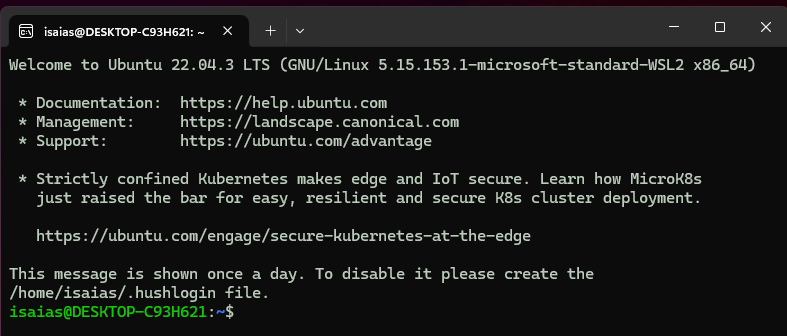 isaias@DESKTOP-C93H621: ~
Welcome to Ubuntu 22.04.3 LTS (GNU/Linux 5.15.153.1-microsoft-standard-WSL2 x86_64)
* Documentation:  https://help.ubuntu.com
* Management:     https://landscape.canonical.com
* Support:        https://ubuntu.com/advantage
* Strictly confined Kubernetes makes edge and IoT secure. Learn how MicroK8s
just raised the bar for easy, resilient and secure K8s cluster deployment.
https://ubuntu.com/engage/secure-kubernetes-at-the-edge
This message is shown once a day. To disable it please create the
/home/isaias/.hushlogin file.
isaias@DESKTOP-C93H621:~$